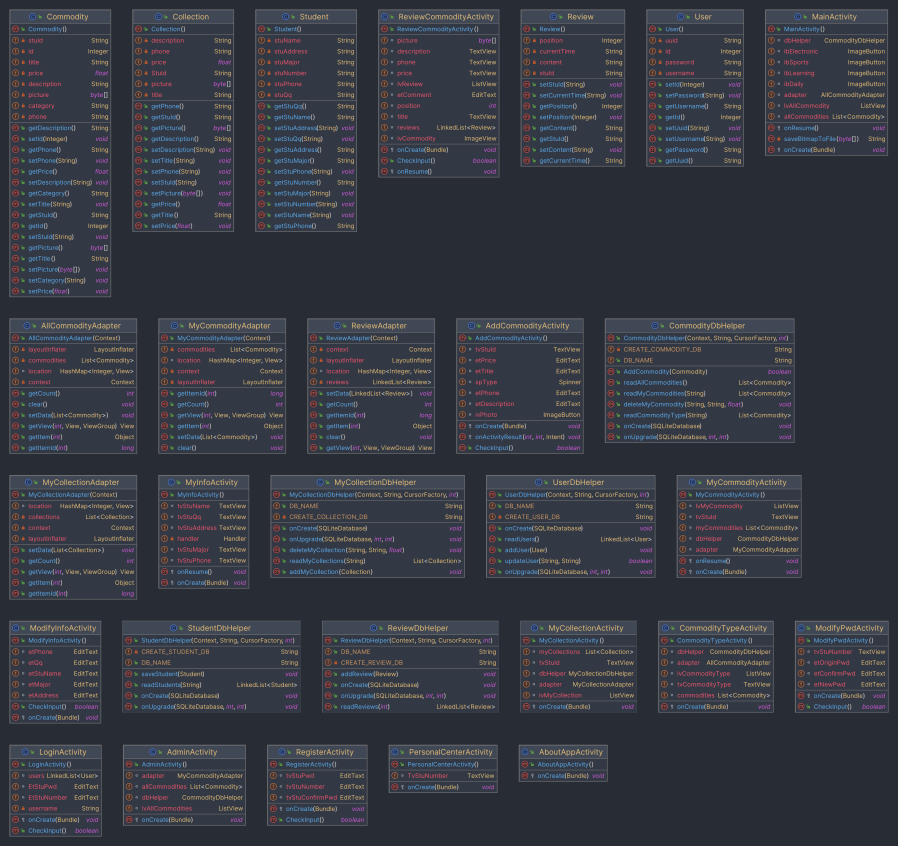 Commodity
Commodity()
stuId String
id Integer
title String
price float
description String
picture byte[]
category String
phone String
getDescription() String
setId(Integer) void
getPhone() String
setPhone(String) void
getPrice() float
setDescription(String) void
getCategory() String
setTitle(String) void
getStuId() String
getId() Integer
setStuId(String) void
getPicture() byte[]
getTitle() String
setPicture(byte[]) void
setCategory(String) void
setPrice(float) void
Collection
Collection()
description String
phone String
price float
StuId String
picture byte[]
title String
getPhone() String
getStuId() String
getPicture() byte[]
getDescription() String
setDescription(String) void
setTitle(String) void
setPhone(String) void
setStuId(String) void
setPicture(byte[]) void
getPrice() float
getTitle() String
setPrice(float) void
Student
Student()
stuName String
stuAddress String
stuMajor String
stuNumber String
stuPhone String
stuQq String
getStuQq() String
getStuName() String
setStuAddress(String) void
setStuQq(String) void
getStuAddress() String
getStuMajor() String
setStuPhone(String) void
getStuNumber() String
setStuMajor(String) void
setStuNumber(String) void
setStuName(String) void
getStuPhone() String
ReviewCommodityActivity
ReviewCommodityActivity()
picture byte[]
description TextView
phone TextView
price TextView
lvReview ListView
etComment EditText
position int
title TextView
reviews LinkedList<Review>
ivCommodity ImageView
onCreate(Bundle) void
CheckInput() boolean
onResume() void
Review
Review()
position Integer
currentTime String
content String
stuId String
setStuId(String) void
setCurrentTime(String) void
getPosition() Integer
setPosition(Integer) void
getContent() String
getStuId() String
setContent(String) void
getCurrentTime() String
User
User()
uuid String
id Integer
password String
username String
setId(Integer) void
setPassword(String) void
getUsername() String
getId() Integer
setUuid(String) void
setUsername(String) void
getPassword() String
getUuid() String
MainActivity
MainActivity()
dbHelper CommodityDbHelper
ibElectronic ImageButton
ibSports ImageButton
ibLearning ImageButton
ibDaily ImageButton
adapter AllCommodityAdapter
lvAllCommodity ListView
allCommodities List<Commodity>
onResume() void
saveBitmapToFile(byte[]) String
onCreate(Bundle) void
AllCommodityAdapter
AllCommodityAdapter(Context)
layoutInflater LayoutInflater
commodities List<Commodity>
location HashMap<Integer, View>
context Context
getCount() int
clear() void
setData(List<Commodity>) void
getView(int, View, ViewGroup) View
getItem(int) Object
getItemId(int) long
MyCommodityAdapter
MyCommodityAdapter(Context)
commodities List<Commodity>
location HashMap<Integer, View>
context Context
layoutInflater LayoutInflater
getItemId(int) long
getCount() int
getView(int, View, ViewGroup) View
getItem(int) Object
setData(List<Commodity>) void
clear() void
ReviewAdapter
ReviewAdapter(Context)
context Context
layoutInflater LayoutInflater
location HashMap<Integer, View>
reviews LinkedList<Review>
setData(LinkedList<Review>) void
getCount() int
getItemId(int) long
getItem(int) Object
clear() void
getView(int, View, ViewGroup) View
AddCommodityActivity
AddCommodityActivity()
tvStuId TextView
etPrice EditText
etTitle EditText
spType Spinner
etPhone EditText
etDescription EditText
ivPhoto ImageButton
onCreate(Bundle) void
onActivityResult(int, int, Intent) void
CheckInput() boolean
CommodityDbHelper
CommodityDbHelper(Context, String, CursorFactory, int)
CREATE_COMMODITY_DB String
DB_NAME String
AddCommodity(Commodity) boolean
readAllCommodities() List<Commodity>
readMyCommodities(String) List<Commodity>
deleteMyCommodity(String, String, float) void
readCommodityType(String) List<Commodity>
onCreate(SQLiteDatabase) void
onUpgrade(SQLiteDatabase, int, int) void
MyCollectionAdapter
MyCollectionAdapter(Context)
location HashMap<Integer, View>
collections List<Collection>
context Context
layoutInflater LayoutInflater
setData(List<Collection>) void
getCount() int
getView(int, View, ViewGroup) View
getItem(int) Object
getItemId(int) long
MyInfoActivity
MyInfoActivity()
tvStuName TextView
tvStuQq TextView
tvStuAddress TextView
handler Handler
tvStuMajor TextView
tvStuPhone TextView
onResume() void
onCreate(Bundle) void
MyCollectionDbHelper
MyCollectionDbHelper(Context, String, CursorFactory, int)
DB_NAME String
CREATE_COLLECTION_DB String
onCreate(SQLiteDatabase) void
onUpgrade(SQLiteDatabase, int, int) void
deleteMyCollection(String, String, float) void
readMyCollections(String) List<Collection>
addMyCollection(Collection) void
UserDbHelper
UserDbHelper(Context, String, CursorFactory, int)
DB_NAME String
CREATE_USER_DB String
onCreate(SQLiteDatabase) void
readUsers() LinkedList<User>
addUser(User) void
updateUser(String, String) boolean
onUpgrade(SQLiteDatabase, int, int) void
MyCommodityActivity
MyCommodityActivity()
lvMyCommodity ListView
tvStuId TextView
myCommodities List<Commodity>
dbHelper CommodityDbHelper
adapter MyCommodityAdapter
onResume() void
onCreate(Bundle) void
ModifyInfoActivity
ModifyInfoActivity()
etPhone EditText
etQq EditText
etStuName EditText
etMajor EditText
etAddress EditText
CheckInput() boolean
onCreate(Bundle) void
StudentDbHelper
StudentDbHelper(Context, String, CursorFactory, int)
CREATE_STUDENT_DB String
DB_NAME String
saveStudent(Student) void
readStudents(String) LinkedList<Student>
onCreate(SQLiteDatabase) void
onUpgrade(SQLiteDatabase, int, int) void
ReviewDbHelper
ReviewDbHelper(Context, String, CursorFactory, int)
DB_NAME String
CREATE_REVIEW_DB String
addReview(Review) void
onCreate(SQLiteDatabase) void
onUpgrade(SQLiteDatabase, int, int) void
readReviews(int) LinkedList<Review>
MyCollectionActivity
MyCollectionActivity()
myCollections List<Collection>
tvStuId TextView
dbHelper MyCollectionDbHelper
adapter MyCollectionAdapter
lvMyCollection ListView
onCreate(Bundle) void
CommodityTypeActivity
CommodityTypeActivity()
dbHelper CommodityDbHelper
adapter AllCommodityAdapter
lvCommodityType ListView
tvCommodityType TextView
commodities List<Commodity>
onCreate(Bundle) void
ModifyPwdActivity
ModifyPwdActivity()
tvStuNumber TextView
etOriginPwd EditText
etConfirmPwd EditText
etNewPwd EditText
onCreate(Bundle) void
CheckInput() boolean
LoginActivity
LoginActivity()
users LinkedList<User>
EtStuPwd EditText
EtStuNumber EditText
username String
onCreate(Bundle) void
CheckInput() boolean
AdminActivity
AdminActivity()
adapter MyCommodityAdapter
allCommodities List<Commodity>
dbHelper CommodityDbHelper
lvAllCommodities ListView
onCreate(Bundle) void
RegisterActivity
RegisterActivity()
tvStuPwd EditText
tvStuNumber EditText
tvStuConfirmPwd EditText
onCreate(Bundle) void
CheckInput() boolean
PersonalCenterActivity
PersonalCenterActivity()
TvStuNumber TextView
onCreate(Bundle) void
AboutAppActivity
AboutAppActivity()
onCreate(Bundle) void